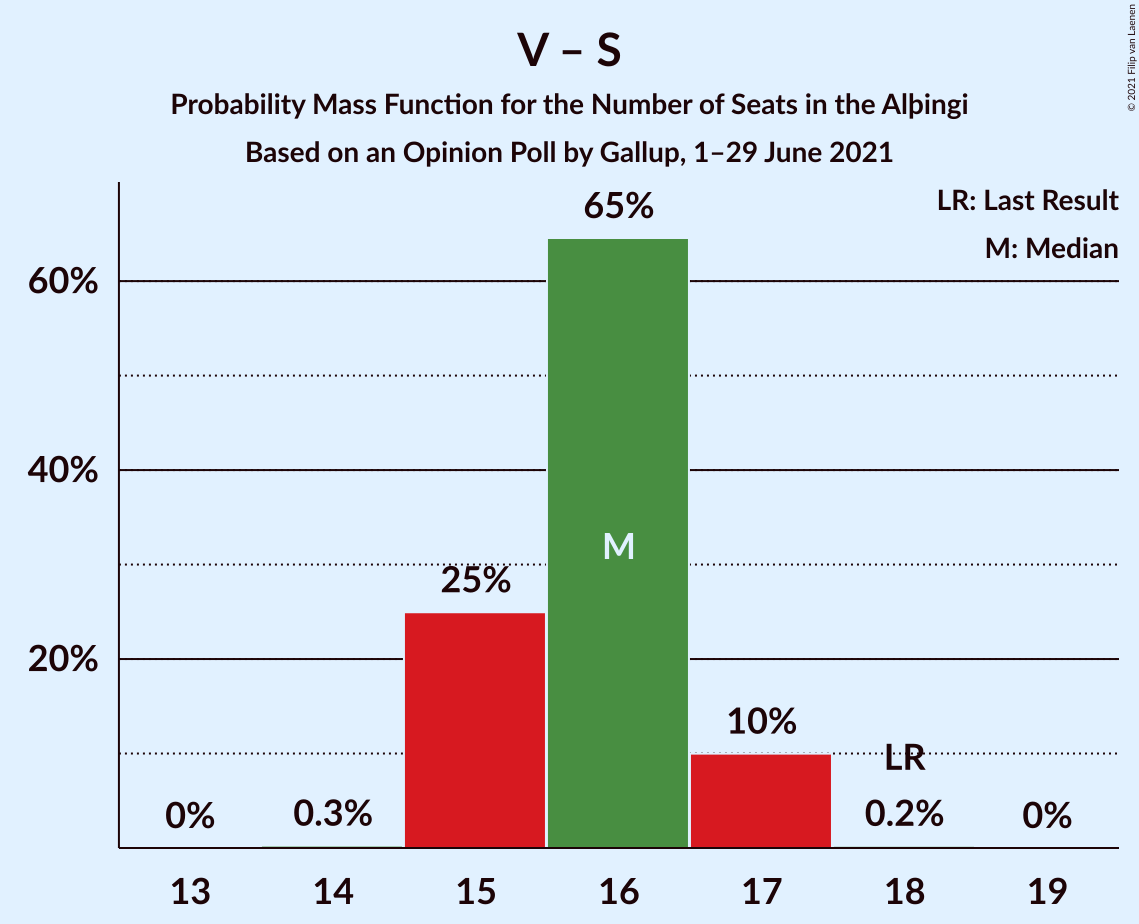 V – S
Probability Mass Function for the Number of Seats in the Alþingi
Based on an Opinion Poll by Gallup, 1–29 June 2021
© 2021 Filip van Laenen
LR: Last Result
M: Median
65%
60%
40%
20%
M
25%
10%
LR
0%
0.3%
0.2%
0%
13
14
15
16
17
18
19